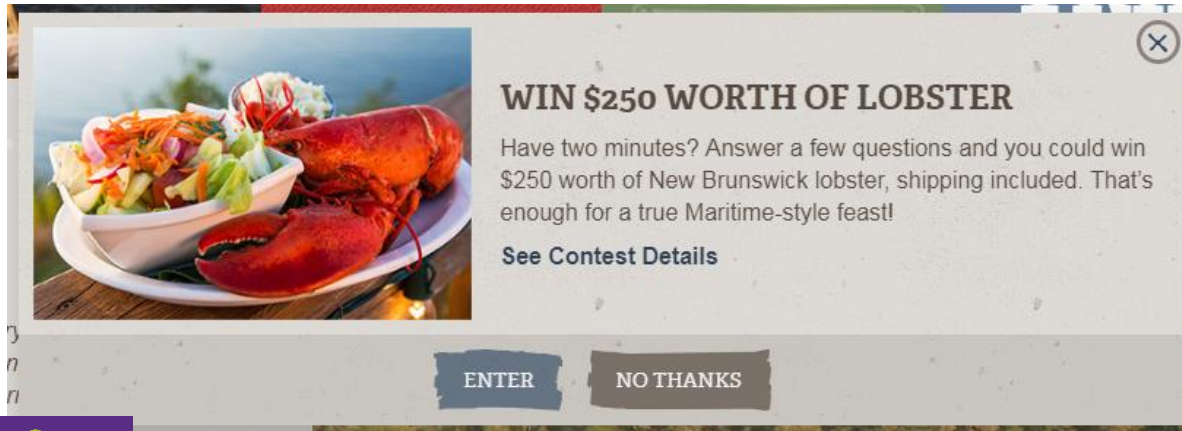 WIN $250 WORTH OF LOBSTER
Have two minutes? Answer a few questions and you could win
$250 worth of New Brunswick lobster, shipping included. That's
enough for a true Maritime-style feast!
See Contest Details
ENTER
NO THANKS